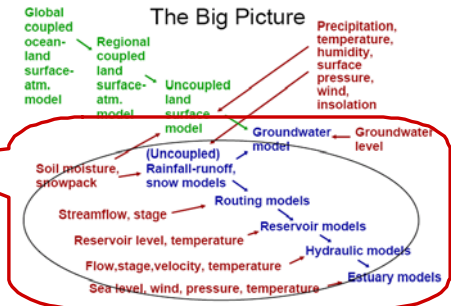 The Big Picture
Global
coupled
ocean-
land
surface-
atm.
model
Regional
coupled
land
surface-
atm.
model
Uncoupled
land
surface
model
Precipitation,
temperature,
humidity,
surface
pressure,
wind,
insolation
Groundwater
model
Groundwater
level
(Uncoupled)
Rainfall-runoff,
snow models
Soil moisture,
snowpack
Routing models
Streamflow, stage
Reservoir models
Reservoir level, temperature
Hydraulic models
Flow,stage,velocity, temperature
Estuary models
Sea level, wind, pressure, temperature